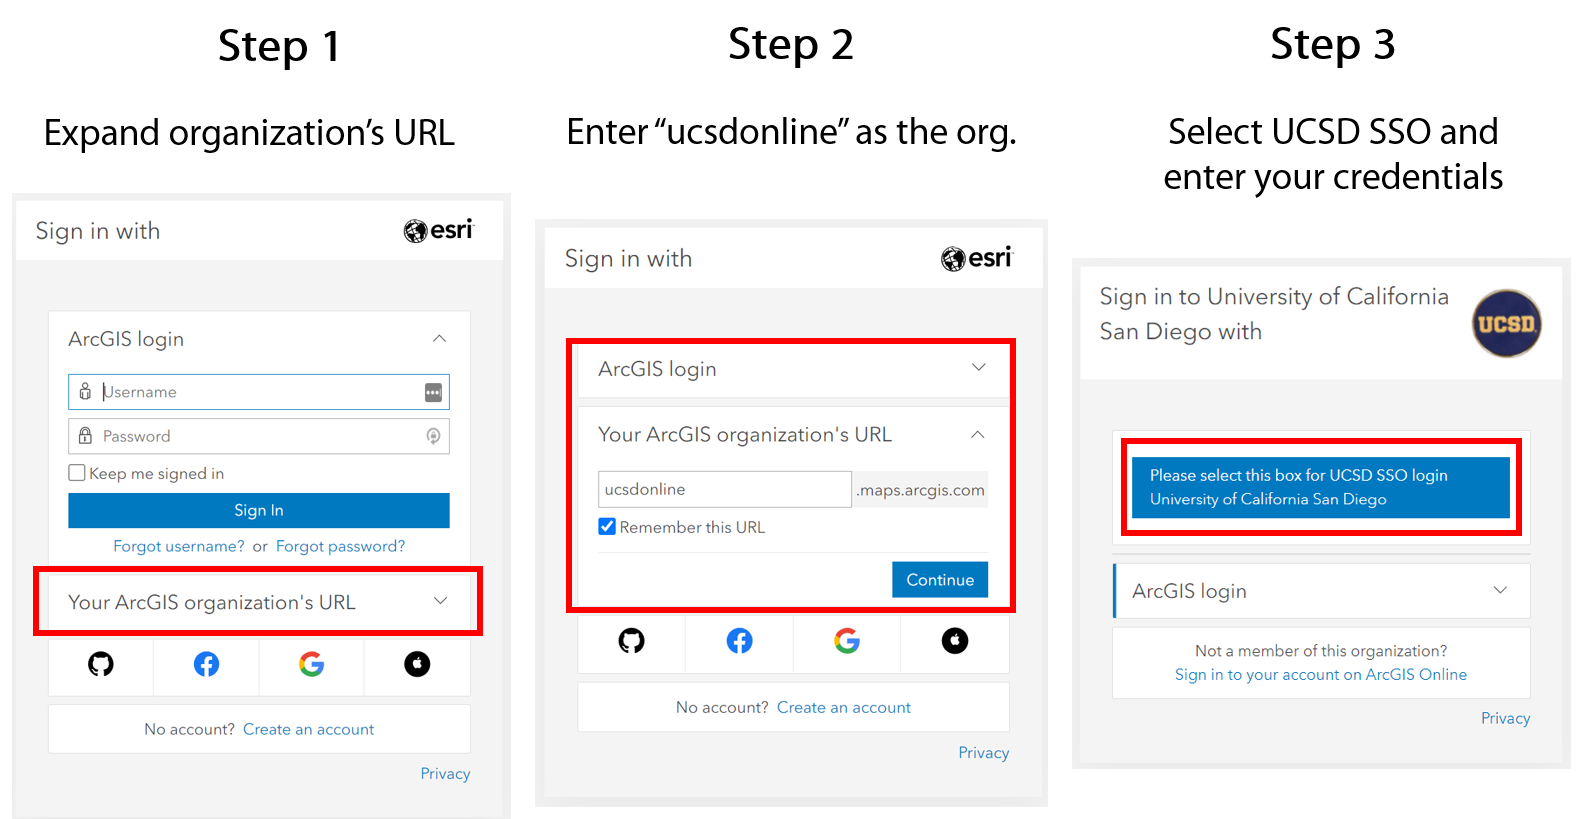 Step 1
Expand organization's URL
Sign in with
esri
ArcGIS login
Username
Password
Keep me signed in
Sign In
Forgot username? or Forgot password?
Your ArcGIS organization's URL
No account? Create an account
Privacy
Step 2
Enter “ucsdonline” as the org.
Sign in with
esri
ArcGIS login
Your ArcGIS organization's URL
ucsdonline .maps.arcgis.com
Remember this URL
Continue
No account? Create an account
Privacy
Step 3
Select UCSD SSO and
enter your credentials
Sign in to University of California
San Diego with
UCSD
Please select this box for UCSD SSO login
University of California San Diego
ArcGIS login
Not a member of this organization?
Sign in to your account on ArcGIS Online
Privacy